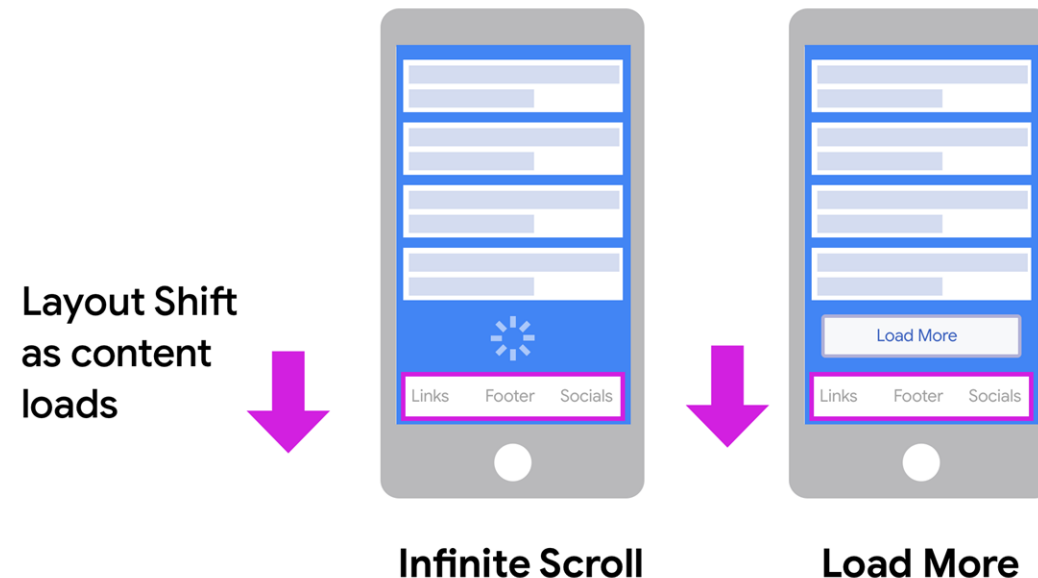 Layout Shift
as content
loads
Links Footer Socials
Infinite Scroll
Load More
Links Footer Socials
Load More